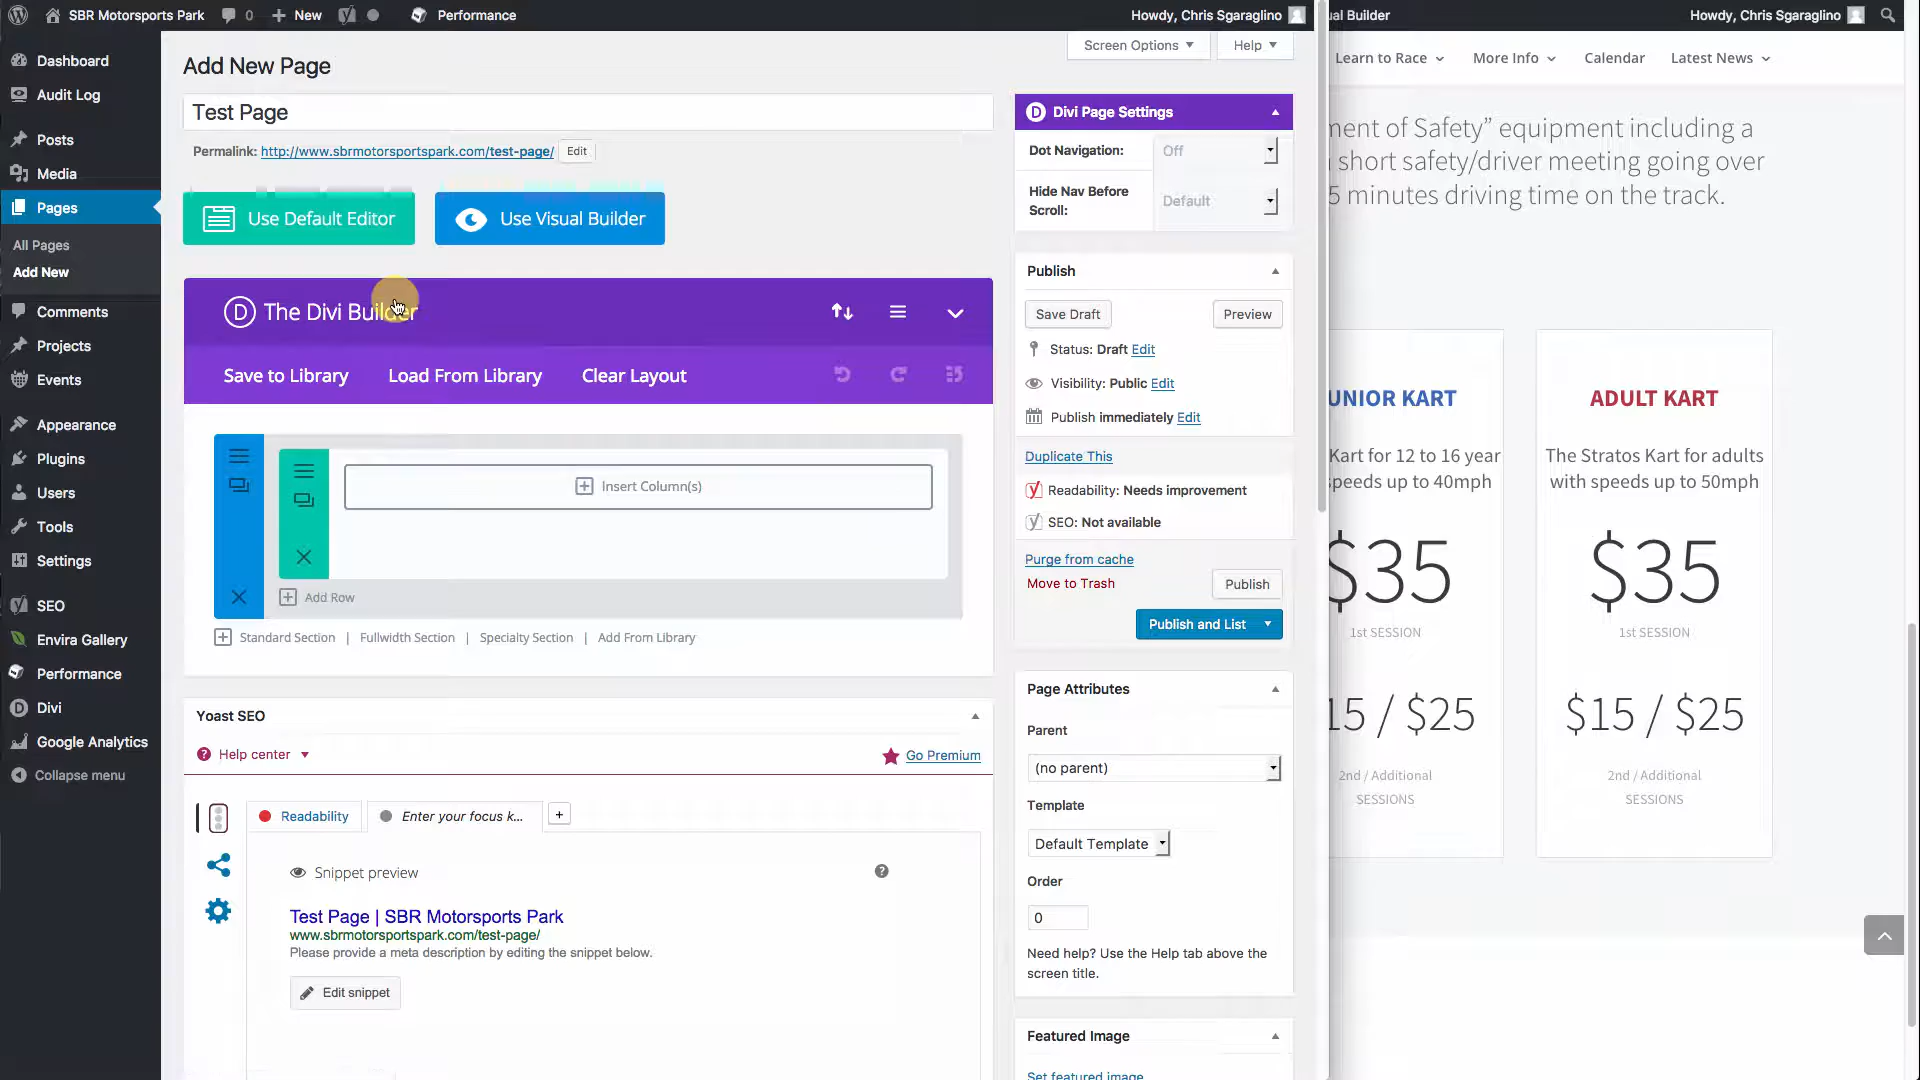 SBR Motorsports Park
0
New
Performance
Howdy, Chris Sgaraglino
ual Builder
Howdy, Chris Sgaraglino
Screen Options
Help
Learn to Race
More Info
Calendar
Latest News
Dashboard
Audit Log
Posts
Media
Pages
All Pages
Add New
Comments
Projects
Events
Appearance
Plugins
Users
Tools
Settings
SEO
Envira Gallery
Performance
Divi
Google Analytics
Collapse menu
Add New Page
Test Page
Permalink: http://www.sbrmotorsportspark.com/test-page/ Edit
Use Default Editor
Use Visual Builder
The Divi Builder
Save to Library
Load From Library
Clear Layout
Insert Column(s)
Add Row
Standard Section | Fullwidth Section | Specialty Section | Add From Library
Yoast SEO
Help center
Go Premium
Readability
Enter your focus k...
+
Snippet preview
Test Page | SBR Motorsports Park
www.sbrmotorsportspark.com/test-page/
Please provide a meta description by editing the snippet below.
Edit snippet
Divi Page Settings
Dot Navigation:
Off
Hide Nav Before
Scroll:
Default
Publish
Save Draft
Preview
Status: Draft Edit
Visibility: Public Edit
Publish immediately Edit
Duplicate This
Readability: Needs improvement
SEO: Not available
Purge from cache
Move to Trash
Publish
Publish and List
Page Attributes
Parent
(no parent)
Template
Default Template
Order
0
Need help? Use the Help tab above the
screen title.
Featured Image
Set featured image
ment of Safety” equipment including a
short safety/driver meeting going over
5 minutes driving time on the track.
UNIOR KART
Kart for 12 to 16 year
speeds up to 40mph
$35
1st SESSION
15 / $25
2nd / Additional
SESSIONS
ADULT KART
The Stratos Kart for adults
with speeds up to 50mph
$35
1st SESSION
$15 / $25
2nd / Additional
SESSIONS